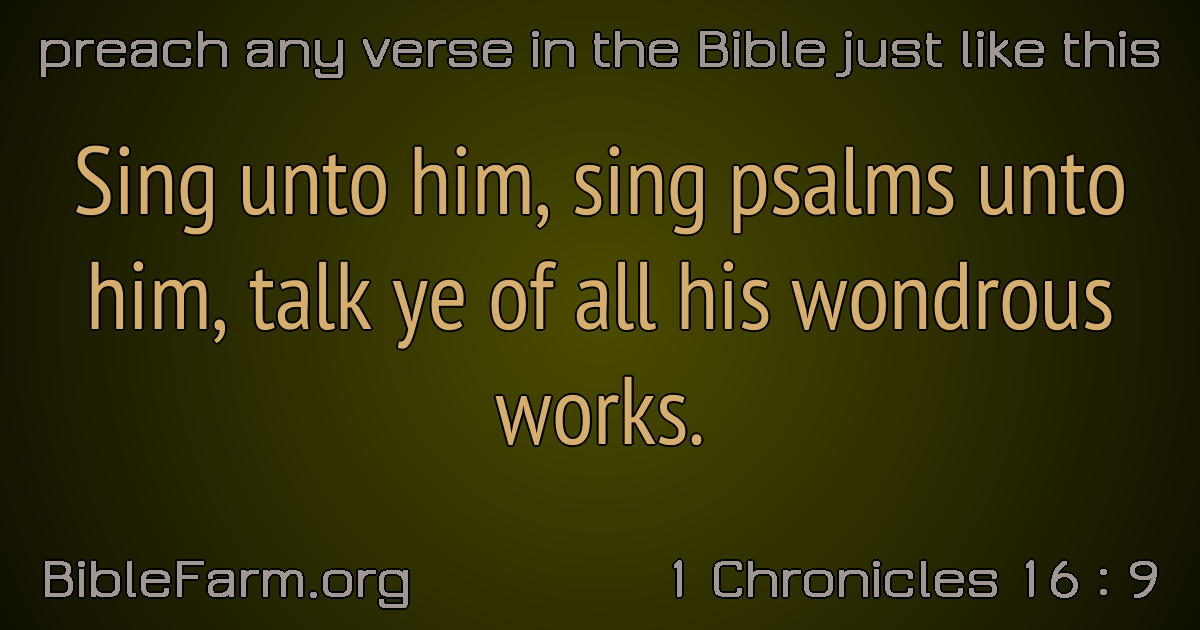 preach any verse in the Bible just like this
Sing unto him, sing psalms unto
him, talk ye of all his wondrous
works.
BibleFarm.org
1 Chronicles 16 : 9